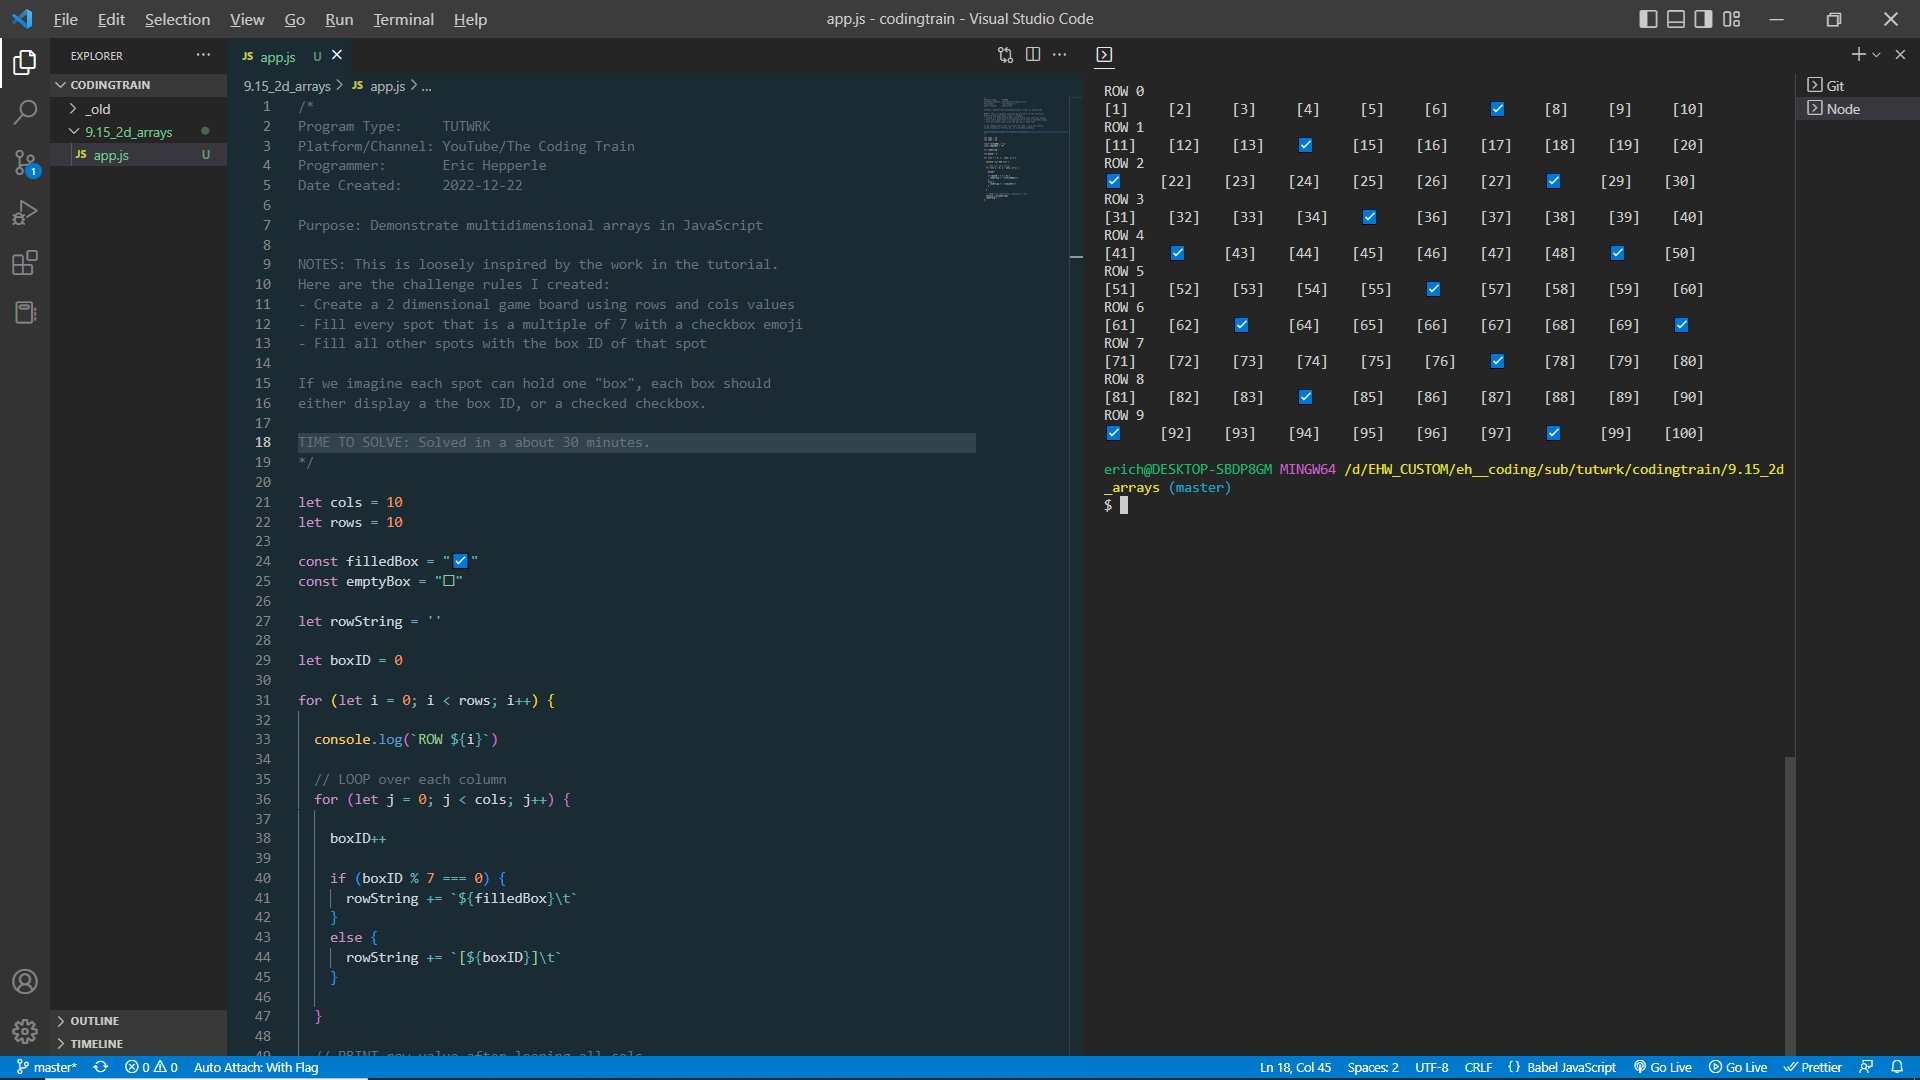 File Edit Selection View Go Run Terminal Help
app.js - codingtrain - Visual Studio Code
EXPLORER ···
CODINGTRAIN
_old
9.15_2d_arrays
JS app.js U
OUTLINE
TIMELINE
JS app.js U
9.15_2d_arrays > JS app.js > ...
1 /*
2 Program Type: TUTWRK
3 Platform/Channel: YouTube/The Coding Train
4 Programmer: Eric Hepperle
5 Date Created: 2022-12-22
6
7 Purpose: Demonstrate multidimensional arrays in JavaScript
8
9 NOTES: This is loosely inspired by the work in the tutorial.
10 Here are the challenge rules I created:
11 - Create a 2 dimensional game board using rows and cols values
12 - Fill every spot that is a multiple of 7 with a checkbox emoji
13 - Fill all other spots with the box ID of that spot
14
15 If we imagine each spot can hold one "box", each box should
16 either display a the box ID, or a checked checkbox.
17
18 TIME TO SOLVE: Solved in a about 30 minutes.
19 */
20
21 let cols = 10
22 let rows = 10
23
24 const filledBox = "☑"
25 const emptyBox = "□"
26
27 let rowString = ''
28
29 let boxID = 0
30
31 for (let i = 0; i < rows; i++) {
32
33 console.log(`ROW ${i}`)
34
35 // LOOP over each column
36 for (let j = 0; j < cols; j++) {
37
38 boxID++
39
40 if (boxID % 7 === 0) {
41 rowString += `${filledBox}\t`
42 }
43 else {
44 rowString += `[${boxID}]\t`
45 }
46
47 }
48
49 // PRINT row value after looping all cols
ROW 0
[1] [2] [3] [4] [5] [6] ☑ [8] [9] [10]
ROW 1
[11] [12] [13] ☑ [15] [16] [17] [18] [19] [20]
ROW 2
☑ [22] [23] [24] [25] [26] [27] ☑ [29] [30]
ROW 3
[31] [32] [33] [34] ☑ [36] [37] [38] [39] [40]
ROW 4
[41] ☑ [43] [44] [45] [46] [47] [48] ☑ [50]
ROW 5
[51] [52] [53] [54] [55] ☑ [57] [58] [59] [60]
ROW 6
[61] [62] ☑ [64] [65] [66] [67] [68] [69] ☑
ROW 7
[71] [72] [73] [74] [75] [76] ☑ [78] [79] [80]
ROW 8
[81] [82] [83] ☑ [85] [86] [87] [88] [89] [90]
ROW 9
☑ [92] [93] [94] [95] [96] [97] ☑ [99] [100]
erich@DESKTOP-SBDP8GM MINGW64 /d/EHW_CUSTOM/eh__coding/sub/tutwrk/codingtrain/9.15_2d
_arrays (master)
$
Git
Node
1
master* 0 0 Auto Attach: With Flag
Ln 18, Col 45 Spaces: 2 UTF-8 CRLF {} Babel JavaScript Go Live Go Live Prettier